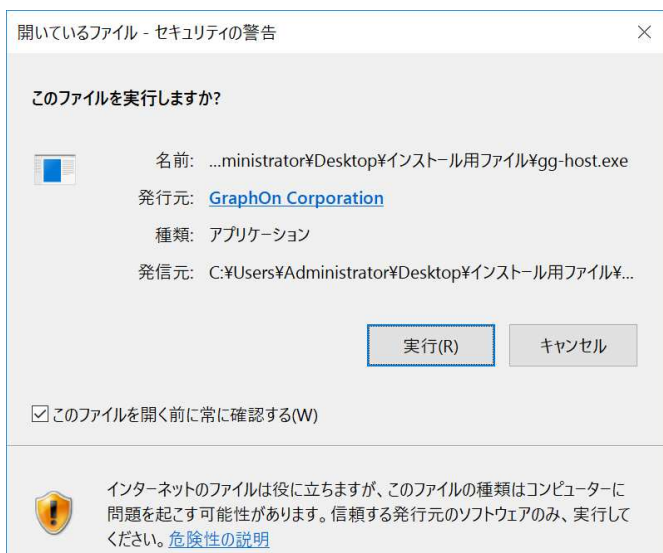 開いているファイル - セキュリティの警告
このファイルを実行しますか?
名前: ...ministrator¥Desktop¥インストール用ファイル¥gg-host.exe
発行元: GraphOn Corporation
種類: アプリケーション
発信元: C:¥Users¥Administrator¥Desktop¥インストール用ファイル¥...
実行(R) キャンセル
このファイルを開く前に常に確認する(W)
インターネットのファイルは役に立ちますが、このファイルの種類はコンピューターに
問題を起こす可能性があります。信頼する発行元のソフトウェアのみ、実行して
ください。危険性の説明